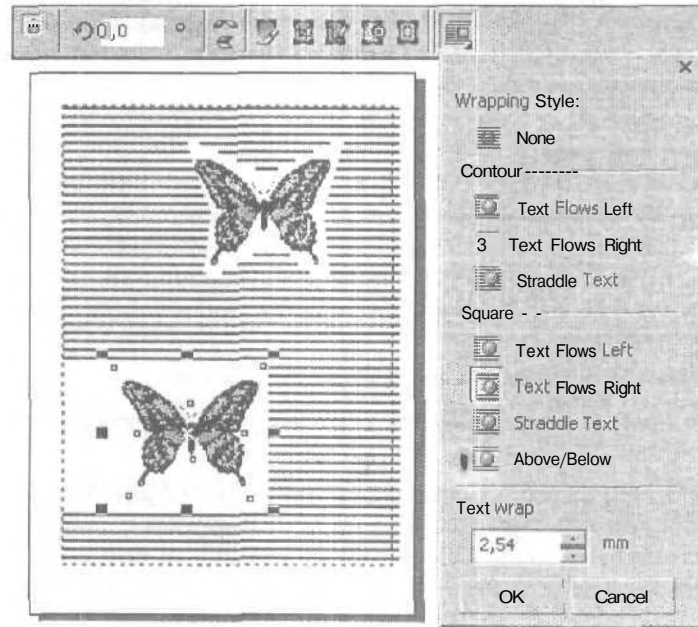 0,0 °
Wrapping Style:
None
Contour--------
Text Flows Left
3 Text Flows Right
Straddle Text
Square - -
Text Flows Left
Text Flows Right
Straddle Text
Above/Below
Text wrap
2,54 mm
OK Cancel